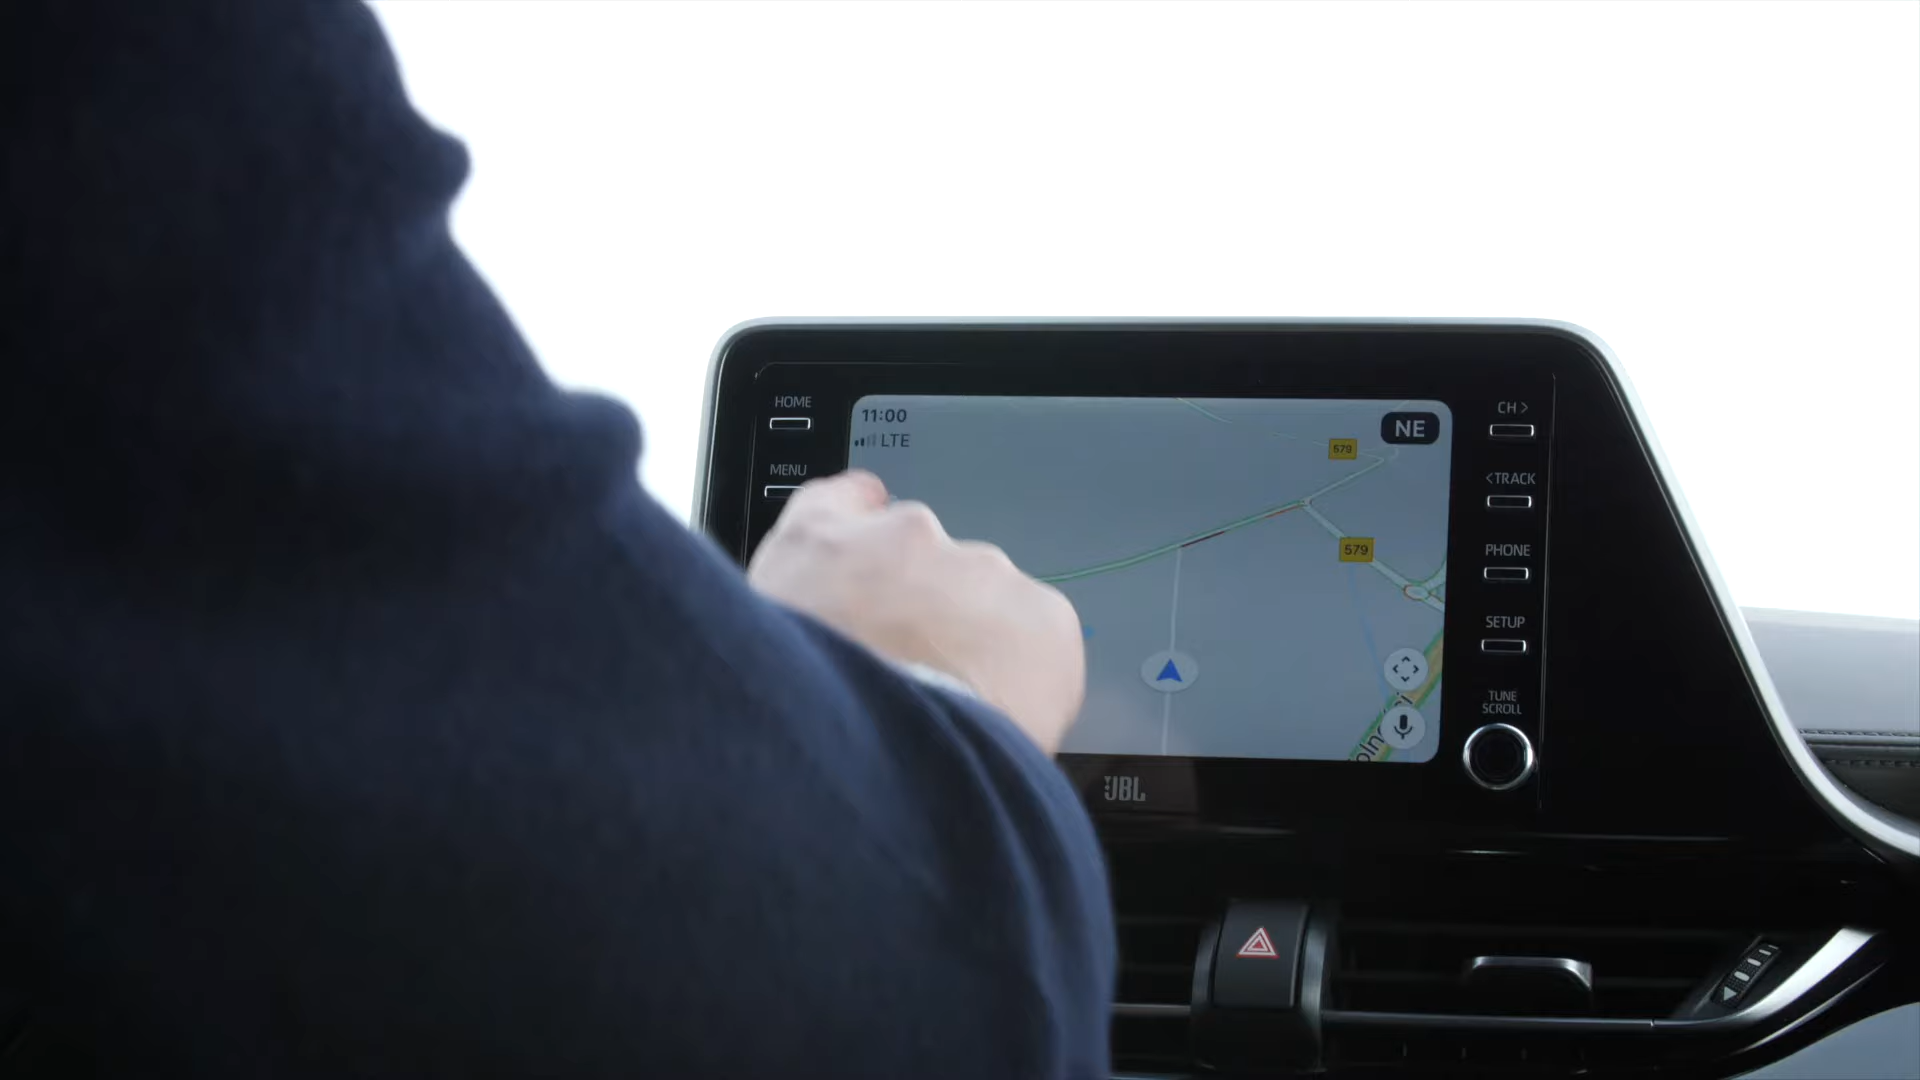 HOME
MENU
11:00
LTE
NE
579
579
CH >
<TRACK
PHONE
SETUP
TUNE
SCROLL
JBL